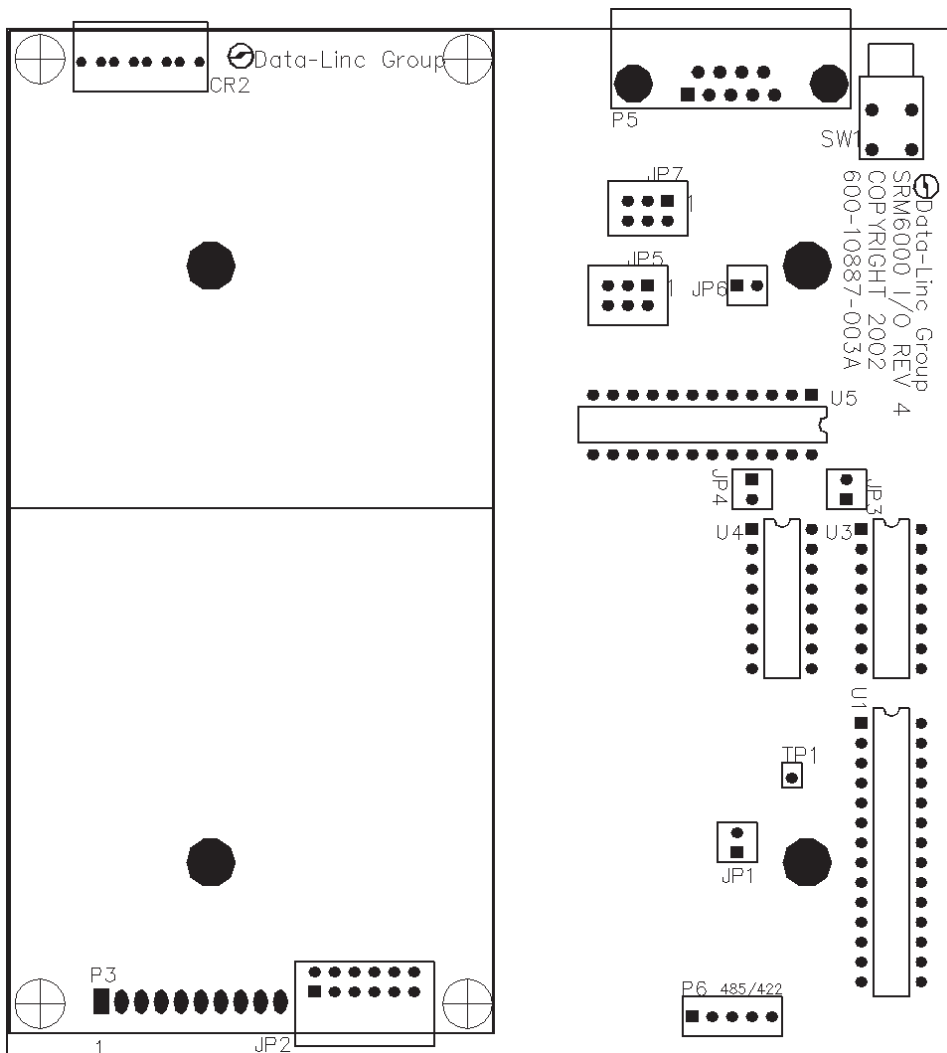 Data-Linc Group
CR2
P5
SW1
Data-Linc Group
SRM6000 I/O REV 4
COPYRIGHT 2002
600-10887-003A
JP7
1
JP5
1
JP6
U5
JP4
JP3
U4
U3
U1
TP1
JP1
P3
1
JP2
P6 485/422